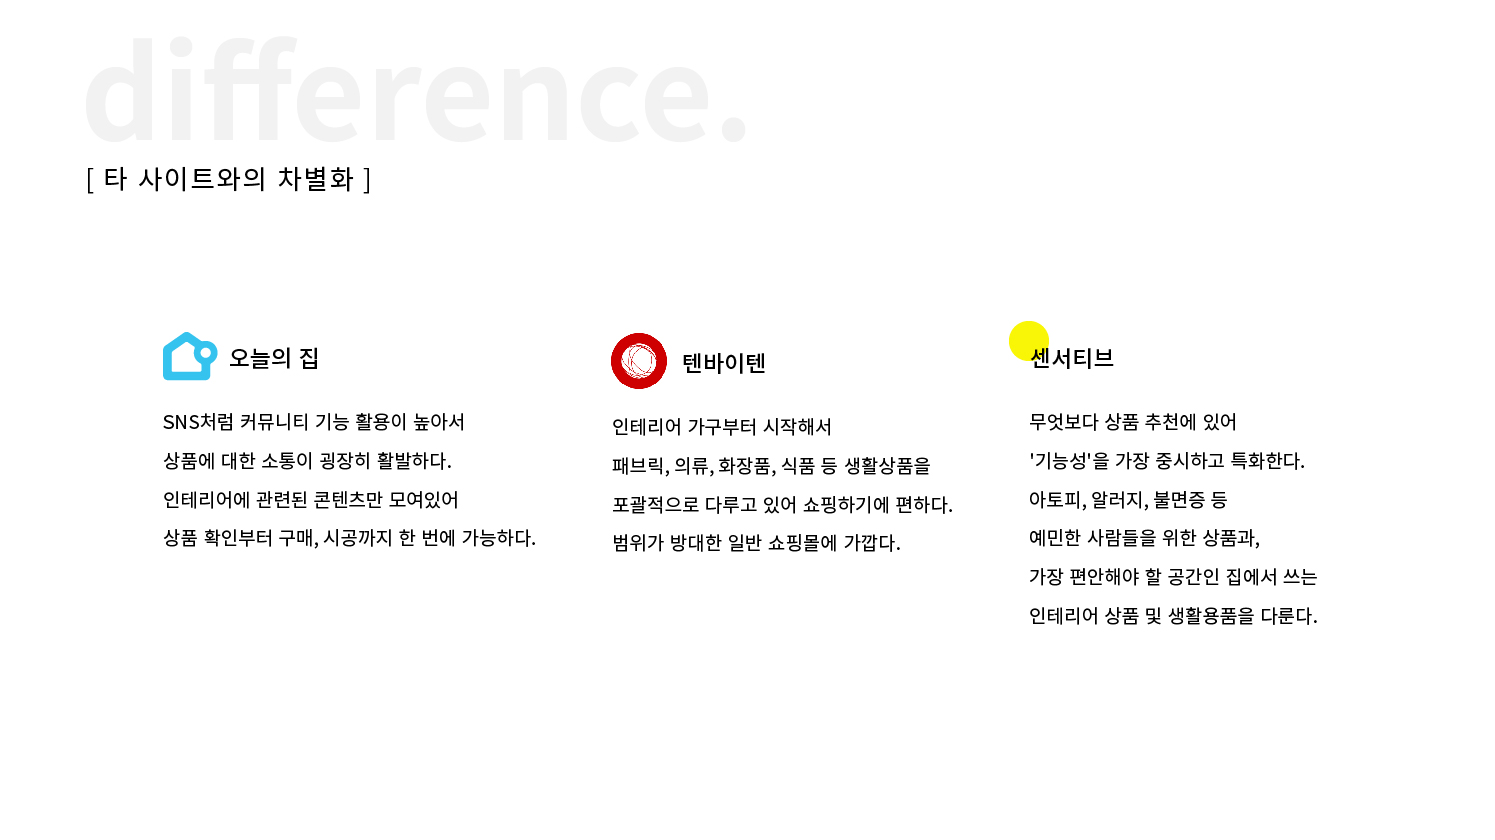 difference.
[ 타 사이트와의 차별화 ]
오늘의 집
SNS처럼 커뮤니티 기능 활용이 높아서
상품에 대한 소통이 굉장히 활발하다.
인테리어에 관련된 콘텐츠만 모여있어
상품 확인부터 구매, 시공까지 한 번에 가능하다.
텐바이텐
인테리어 가구부터 시작해서
패브릭, 의류, 화장품, 식품 등 생활상품을
포괄적으로 다루고 있어 쇼핑하기에 편하다.
범위가 방대한 일반 쇼핑몰에 가깝다.
센서티브
무엇보다 상품 추천에 있어
'기능성'을 가장 중시하고 특화한다.
아토피, 알러지, 불면증 등
예민한 사람들을 위한 상품과,
가장 편안해야 할 공간인 집에서 쓰는
인테리어 상품 및 생활용품을 다룬다.